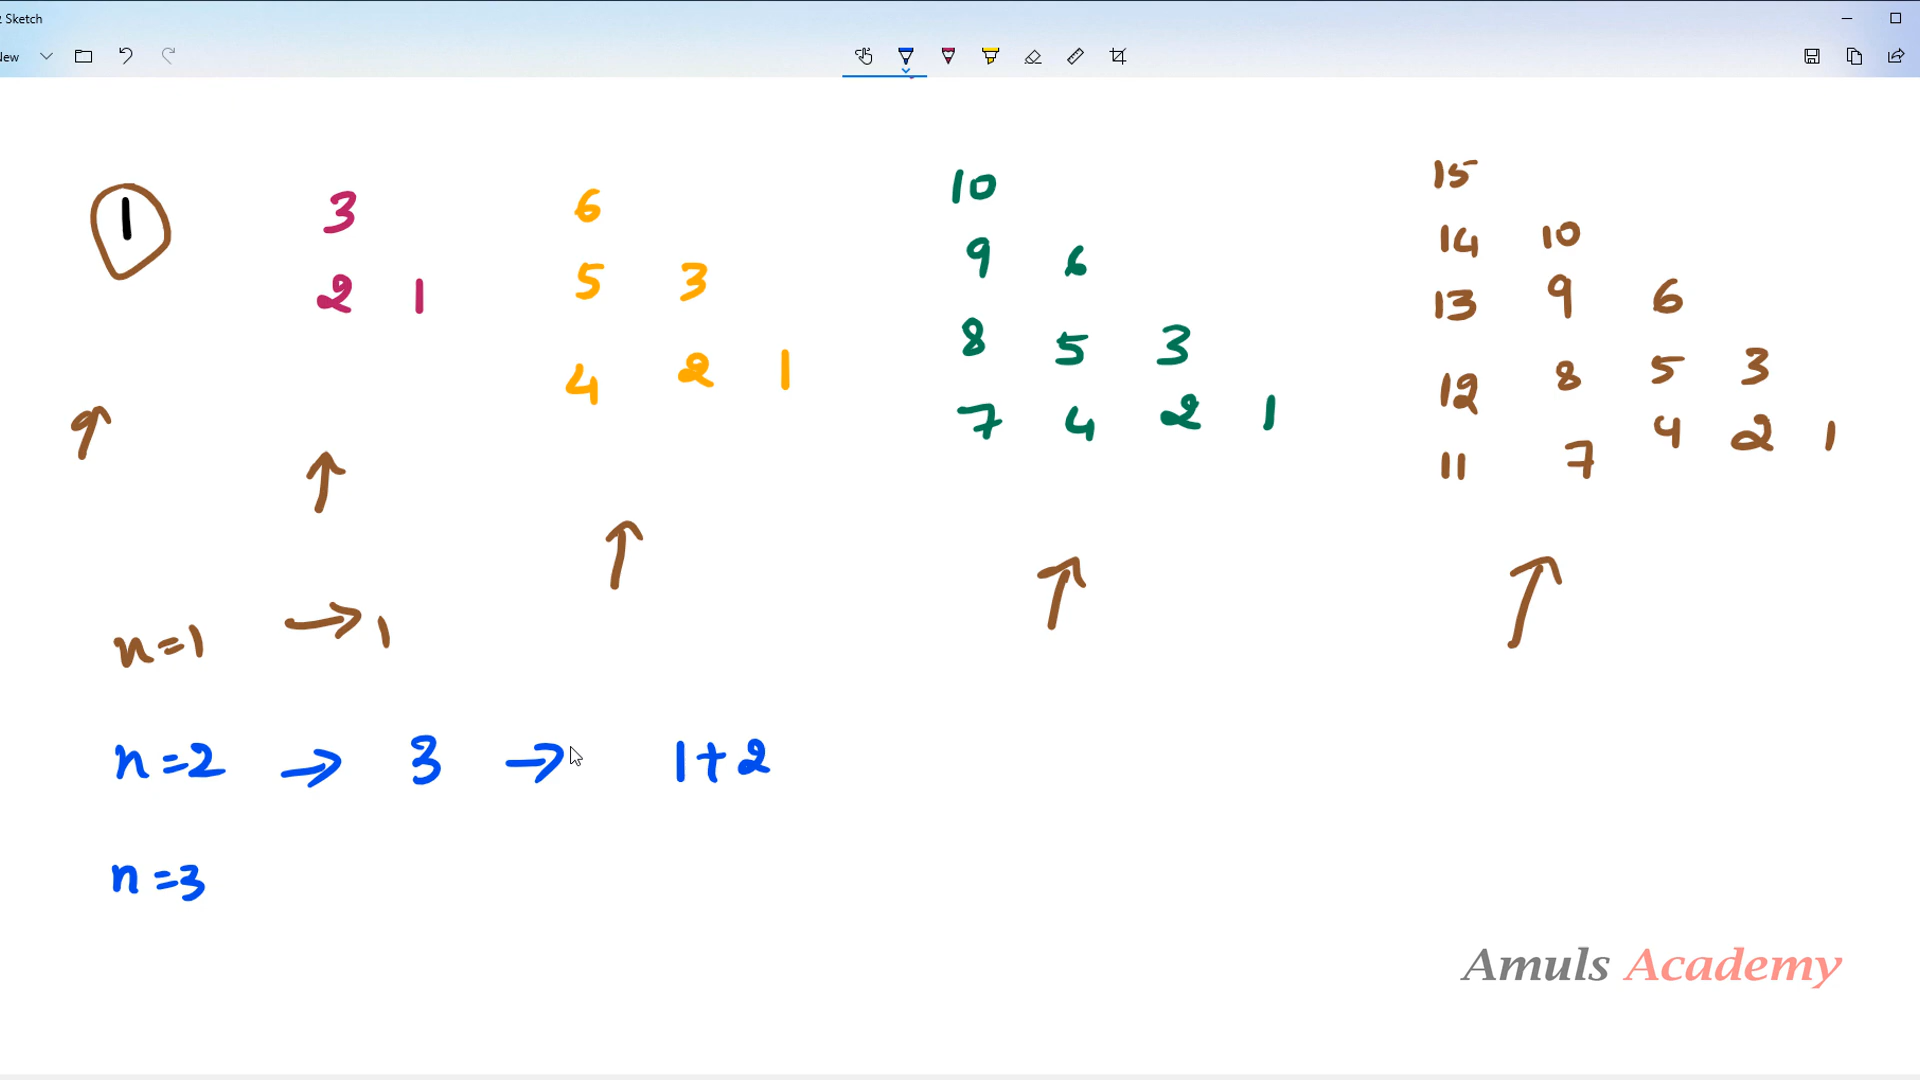 Sketch
1
3
2 1
6
5 3
4 2 1
10
9 6
8 5 3
7 4 2 1
15
14 10
13 9 6
12 8 5 3
11 7 4 2 1
n=1 → 1
n=2 → 3 → 1+2
n=3
Amuls Academy